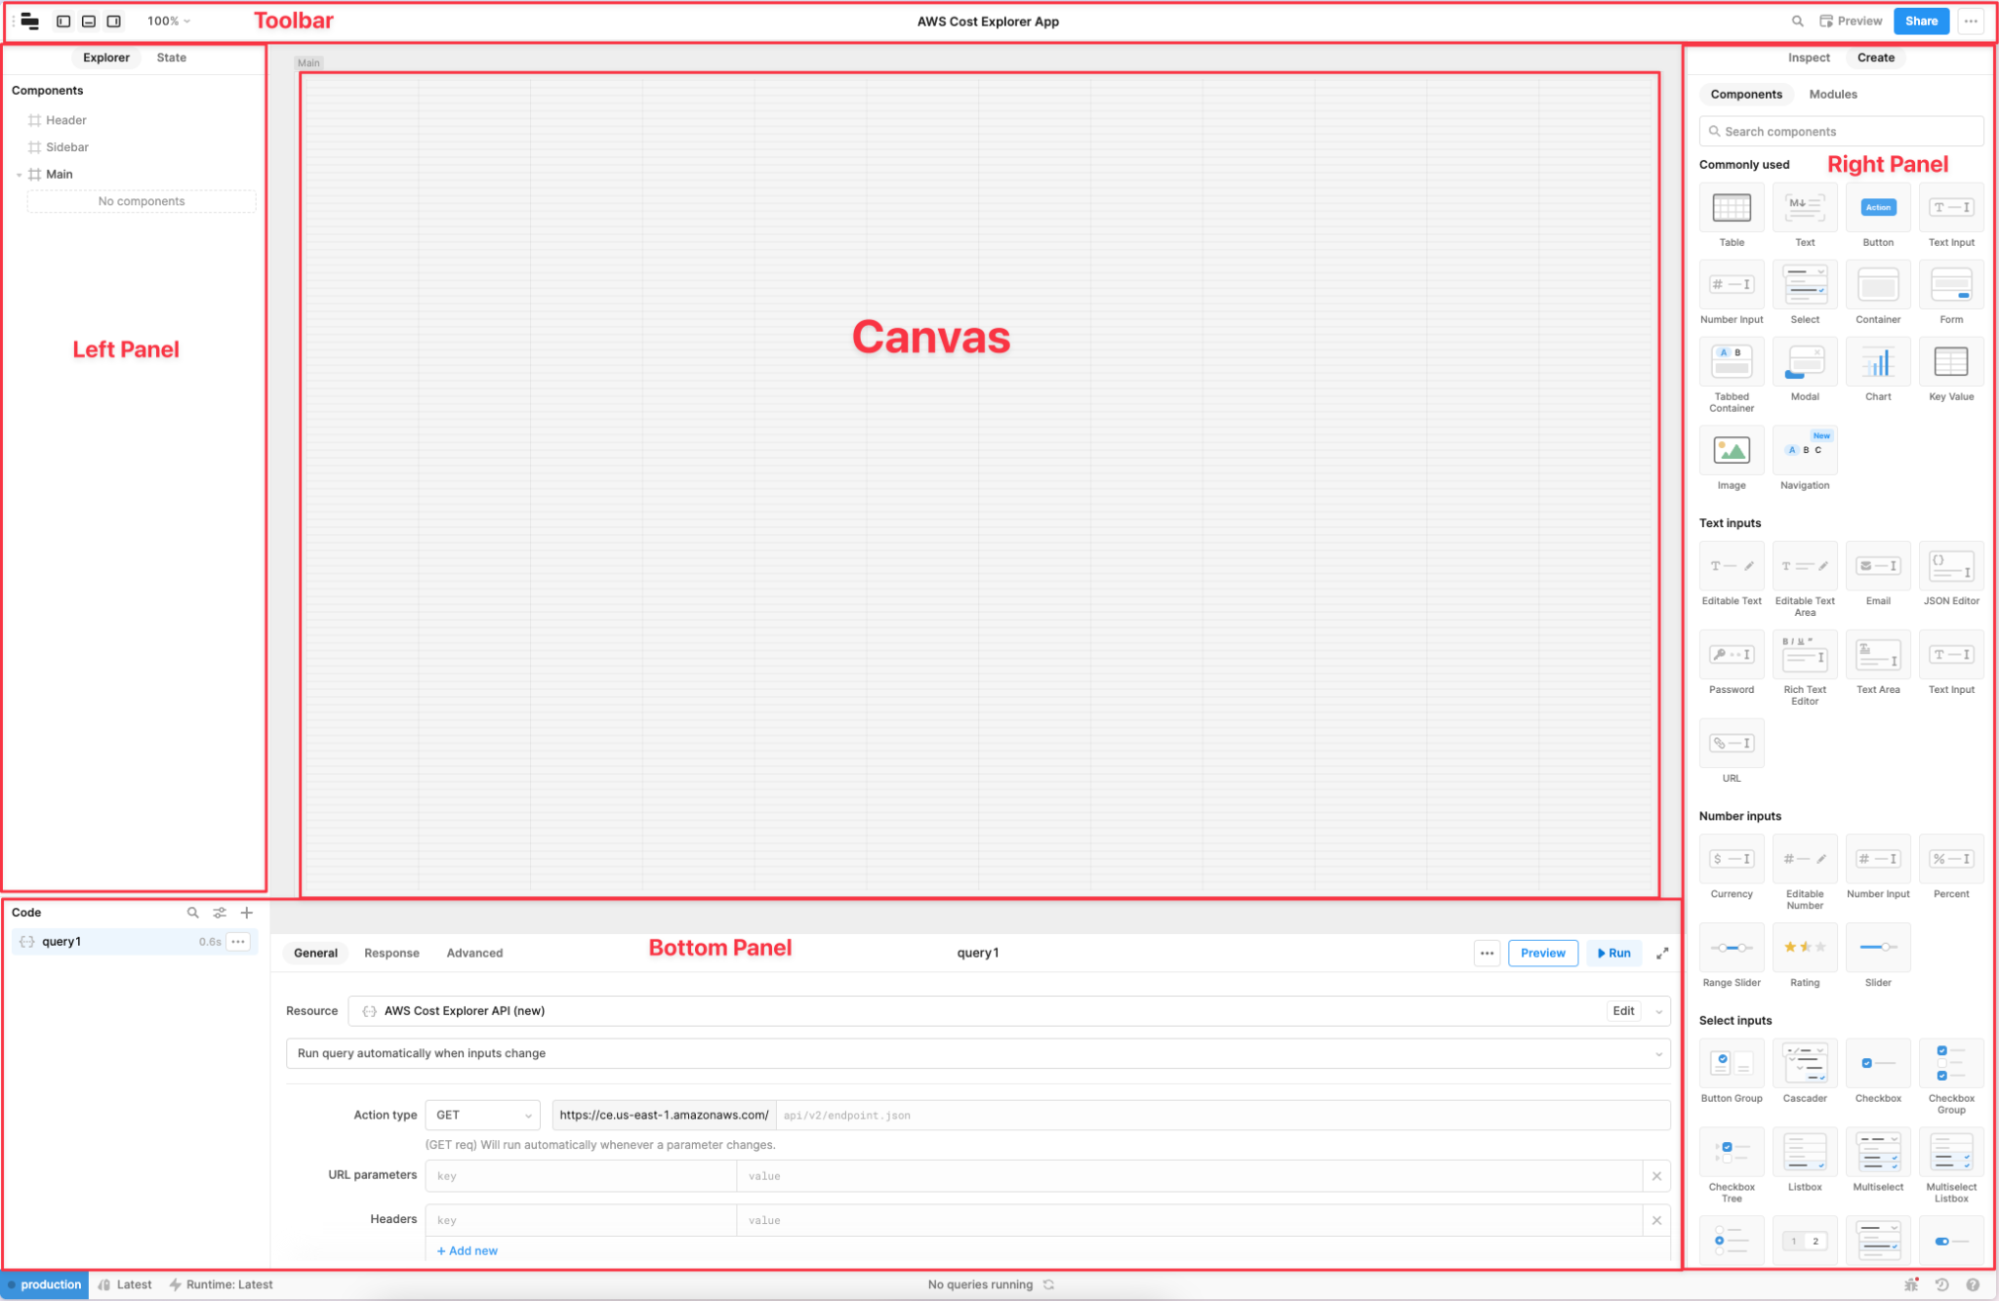 100%
Toolbar
AWS Cost Explorer App
Preview
Share
Explorer
State
Components
Header
Sidebar
Main
No components
Left Panel
Main
Canvas
Inspect
Create
Components
Modules
Search components
Commonly used
Right Panel
M
Action
T
Table
Text
Button
Text Input
#
Number Input
Select
Container
Form
A B
Tabbed
Container
Modal
Chart
Key Value
New
A B C
Image
Navigation
Text inputs
T
T
{}
Editable Text
Editable Text
Area
Email
JSON Editor
B I U "
T
Password
Rich Text
Editor
Text Area
Text Input
URL
Number inputs
$
#
#
%
Currency
Editable
Number
Number Input
Percent
Range Slider
Rating
Slider
Select inputs
Button Group
Cascader
Checkbox
Checkbox
Group
Checkbox
Tree
Listbox
Multiselect
Multiselect
Listbox
1 2
Code
query1
0.6s
General
Response
Advanced
Bottom Panel
query1
Preview
Run
Resource
AWS Cost Explorer API (new)
Edit
Run query automatically when inputs change
Action type
GET
https://ce.us-east-1.amazonaws.com/
api/v2/endpoint.json
(GET req) Will run automatically whenever a parameter changes.
URL parameters
key
value
Headers
key
value
+ Add new
production
Latest
Runtime: Latest
No queries running